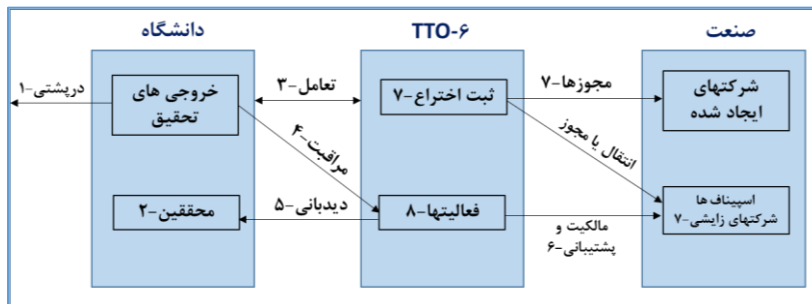 دانشگاه
TTO-۶
صنعت
درپشتی-۱
خروجی های
تحقیق
تعامل-۳
ثبت اختراع-۷
مجوزها-۷
شرکتهای
ایجاد شده
مراقبت-۴
انتقال یا مجوز
محققین-۲
دیدبانی-۵
فعالیتها-۸
مالکیت و
پشتیبانی-۶
اسپیناف ها
شرکتهای زایشی-۷